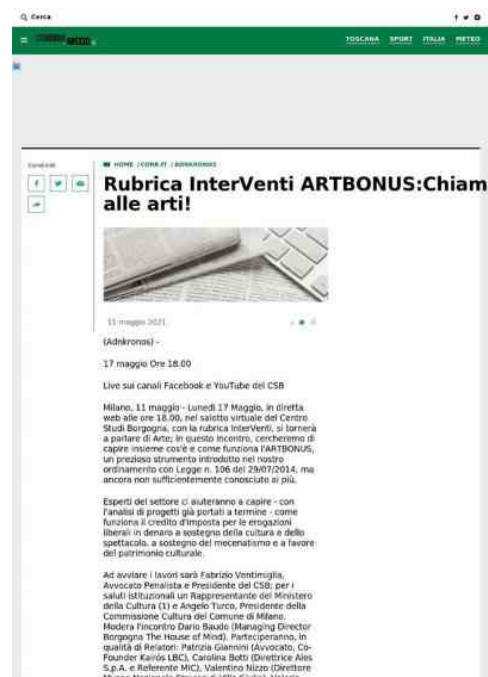 Cerca
TOSCANA SPORT ITALIA METEO
Condividi:
HOME / CORR.IT / ADNKRONOS
Rubrica InterVenti ARTBONUS:Chiam
alle arti!
11 maggio 2021
(Adnkronos) -
17 maggio Ore 18.00
Live sui canali Facebook e YouTube del CSB
Milano, 11 maggio - Lunedì 17 Maggio, in diretta
web alle ore 18.00, nel salotto virtuale del Centro
Studi Borgogna, con la rubrica InterVenti, si tornerà
a parlare di Arte; in questo incontro, cercheremo di
capire insieme cos'è e come funziona l'ARTBONUS,
un prezioso strumento introdotto nel nostro
ordinamento con Legge n. 106 del 29/07/2014, ma
ancora non sufficientemente conosciuto ai più.
Esperti del settore ci aiuteranno a capire - con
l'analisi di progetti già portati a termine - come
funziona il credito d'imposta per le erogazioni
liberali in denaro a sostegno della cultura e dello
spettacolo, a sostegno del mecenatismo e a favore
del patrimonio culturale.
Ad avviare i lavori sarà Fabrizio Ventimiglia,
Avvocato Penalista e Presidente del CSB; per i
saluti istituzionali un Rappresentante del Ministero
della Cultura (1) e Angelo Turco, Presidente della
Commissione Cultura del Comune di Milano.
Modera l'incontro Dario Baudo (Managing Director
Borgogna The House of Mind). Parteciperanno, in
qualità di Relatori: Patrizia Giannini (Avvocato, Co-
Founder Kairós LBC), Carolina Botti (Direttrice Ales
S.p.A. e Referente MIC), Valentino Nizzo (Direttore